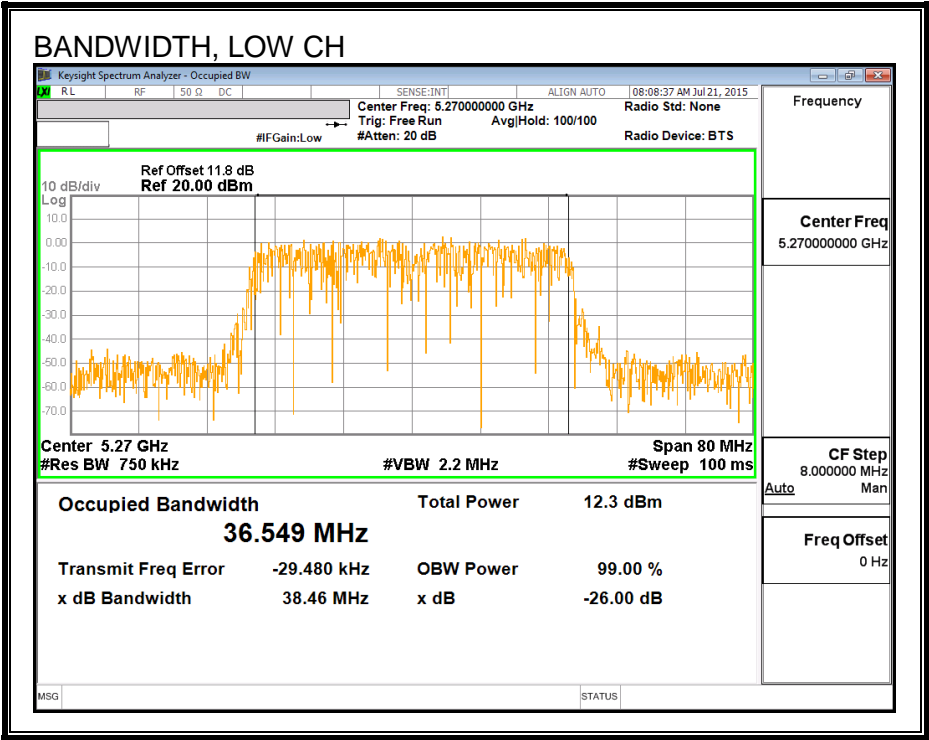 BANDWIDTH, LOW CH
Keysight Spectrum Analyzer - Occupied BW
LXI RL RF 50 Ω DC SENSE:INT ALIGN AUTO 08:08:37 AM Jul 21, 2015
Center Freq: 5.270000000 GHz Radio Std: None
Trig: Free Run Avg|Hold: 100/100
#IFGain:Low #Atten: 20 dB Radio Device: BTS
Ref Offset 11.8 dB
10 dB/div Ref 20.00 dBm
Log
10.0
0.00
-10.0
-20.0
-30.0
-40.0
-50.0
-60.0
-70.0
Center 5.27 GHz Span 80 MHz
#Res BW 750 kHz #VBW 2.2 MHz #Sweep 100 ms
Occupied Bandwidth Total Power 12.3 dBm
36.549 MHz
Transmit Freq Error -29.480 kHz OBW Power 99.00 %
x dB Bandwidth 38.46 MHz x dB -26.00 dB
MSG STATUS
Frequency
Center Freq
5.270000000 GHz
CF Step
8.000000 MHz
Auto Man
Freq Offset
0 Hz